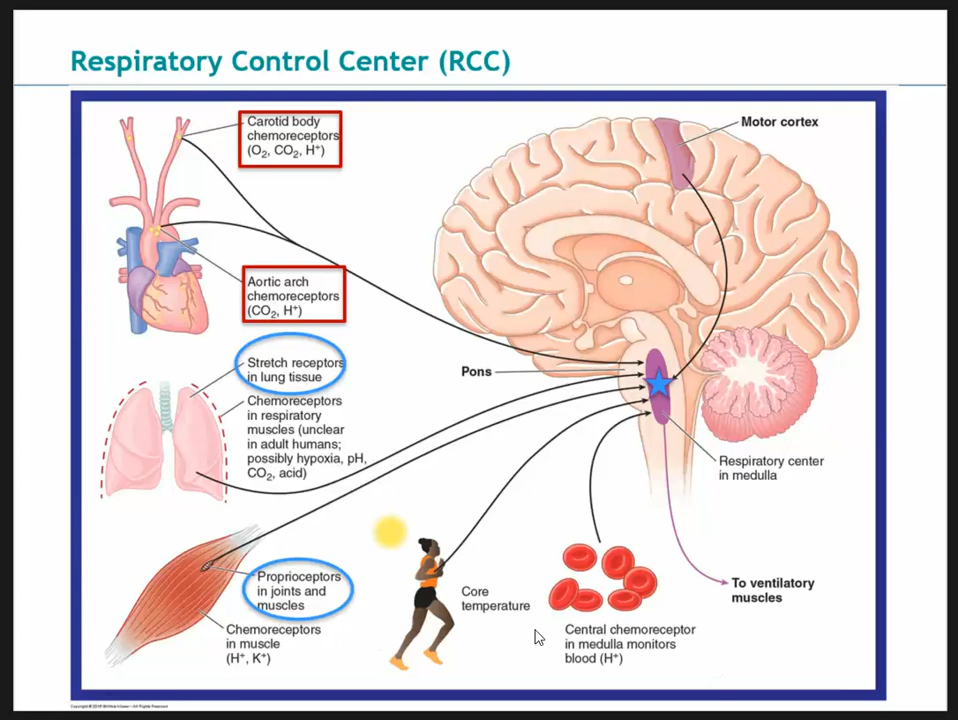 Respiratory Control Center (RCC)
Carotid body
chemoreceptors
(O₂, CO₂, H⁺)
Motor cortex
Aortic arch
chemoreceptors
(CO₂, H⁺)
Stretch receptors
in lung tissue
Pons
Chemoreceptors
in respiratory
muscles (unclear
in adult humans;
possibly hypoxia, pH,
CO₂, acid)
Respiratory center
in medulla
Proprioceptors
in joints and
muscles
Chemoreceptors
in muscle
(H⁺, K⁺)
Core
temperature
To ventilatory
muscles
Central chemoreceptor
in medulla monitors
blood (H⁺)
All Rights Reserved